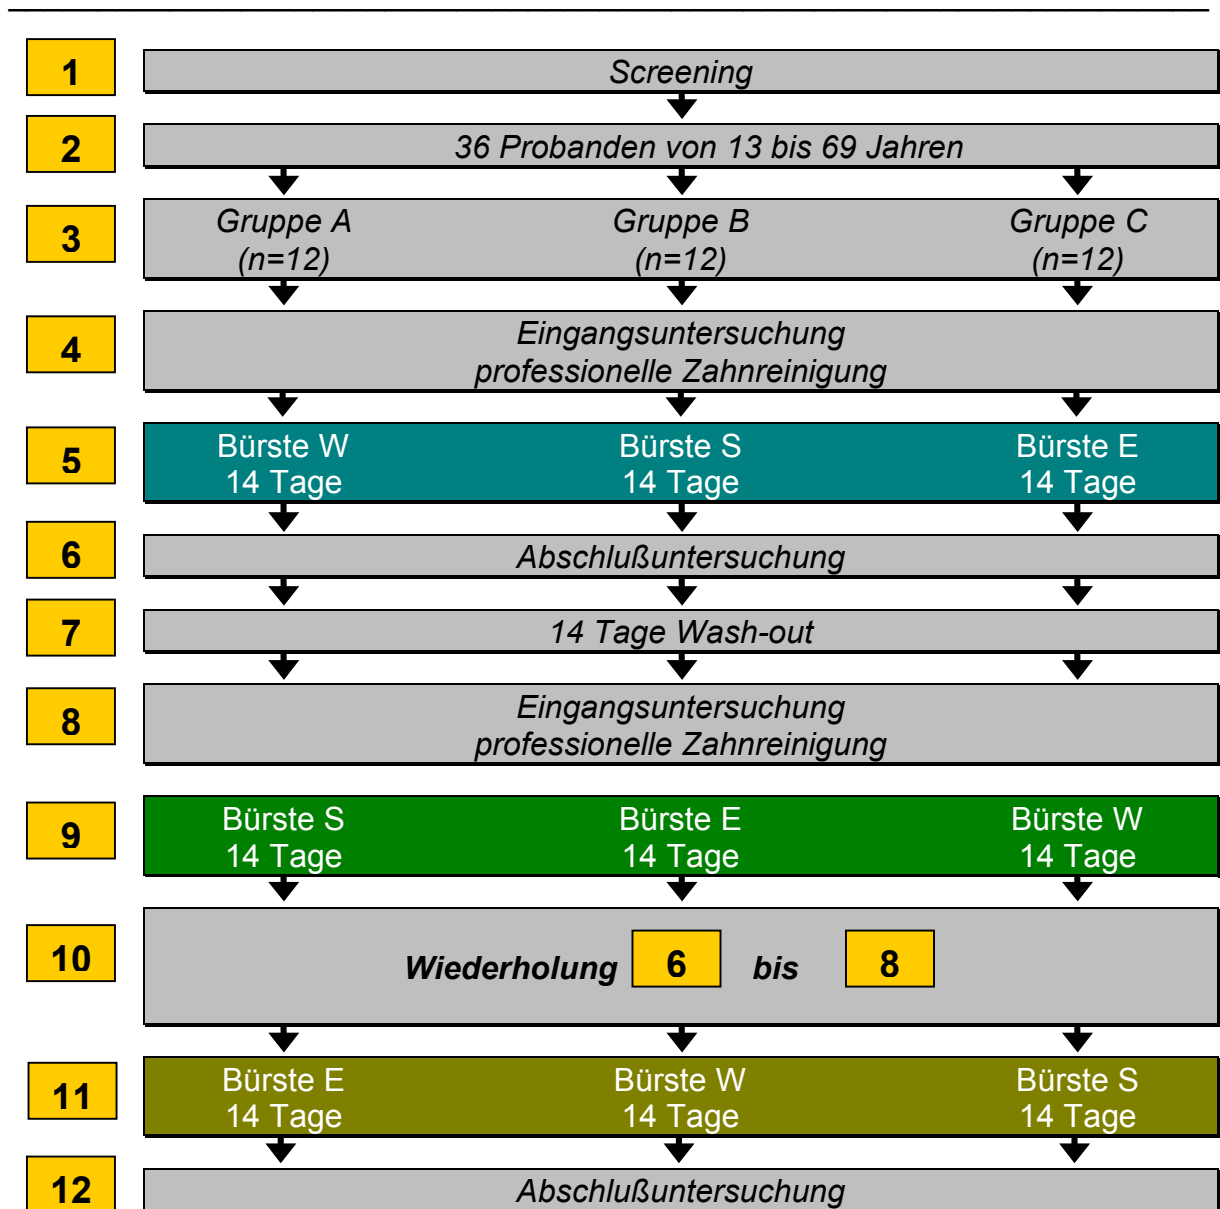 1
Screening
2
36 Probanden von 13 bis 69 Jahren
3
Gruppe A Gruppe B Gruppe C
(n=12) (n=12) (n=12)
4
Eingangsuntersuchung
professionelle Zahnreinigung
5
Bürste W Bürste S Bürste E
14 Tage 14 Tage 14 Tage
6
Abschlußuntersuchung
7
14 Tage Wash-out
8
Eingangsuntersuchung
professionelle Zahnreinigung
9
Bürste S Bürste E Bürste W
14 Tage 14 Tage 14 Tage
10
Wiederholung 6 bis 8
11
Bürste E Bürste W Bürste S
14 Tage 14 Tage 14 Tage
12
Abschlußuntersuchung